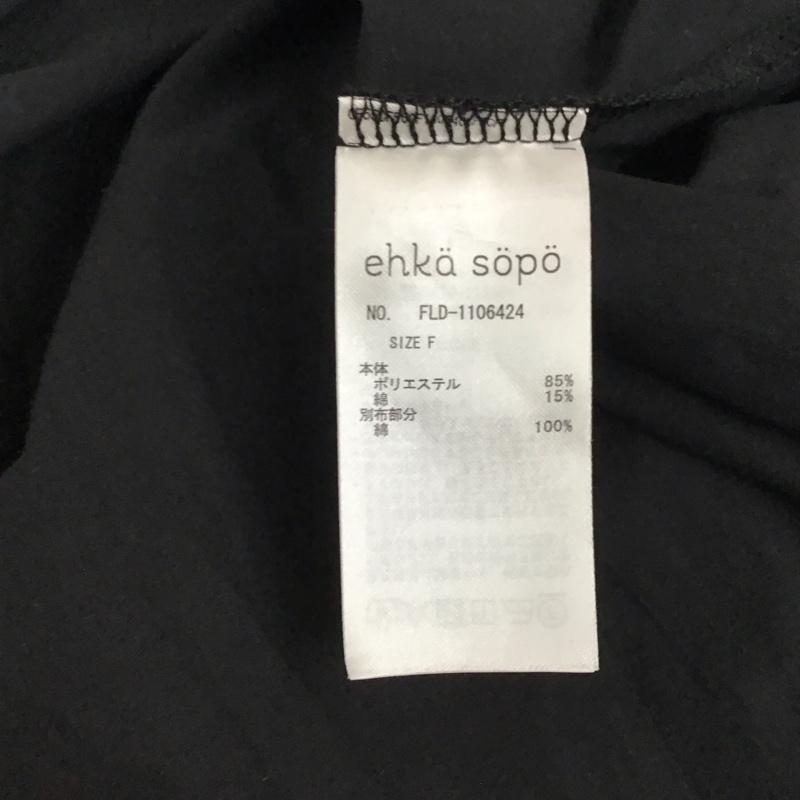 ehkä söpö
NO. FLD-1106424
SIZE F
本体
ポリエステル 85%
綿 15%
別布部分
綿 100%